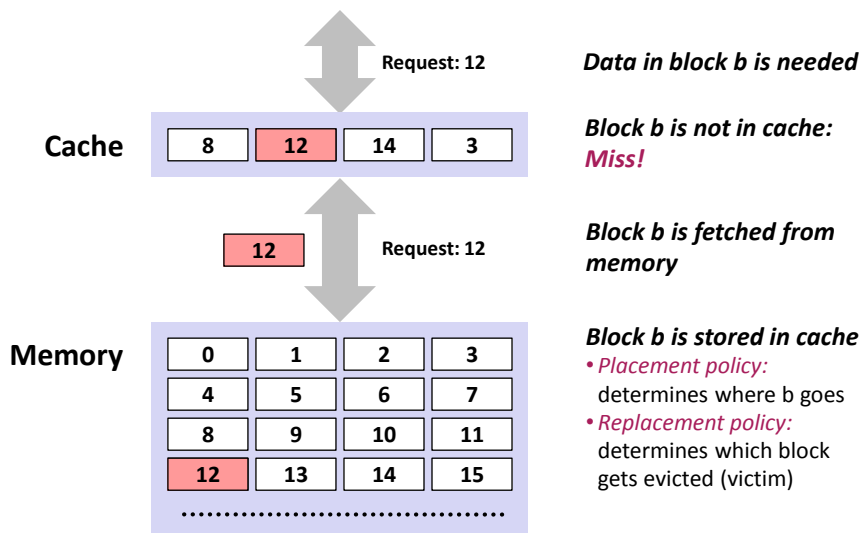 Request: 12
Data in block b is needed
Cache
8 12 14 3
Block b is not in cache:
Miss!
12
Request: 12
Block b is fetched from
memory
Memory
0 1 2 3
4 5 6 7
8 9 10 11
12 13 14 15
Block b is stored in cache
• Placement policy:
determines where b goes
• Replacement policy:
determines which block
gets evicted (victim)